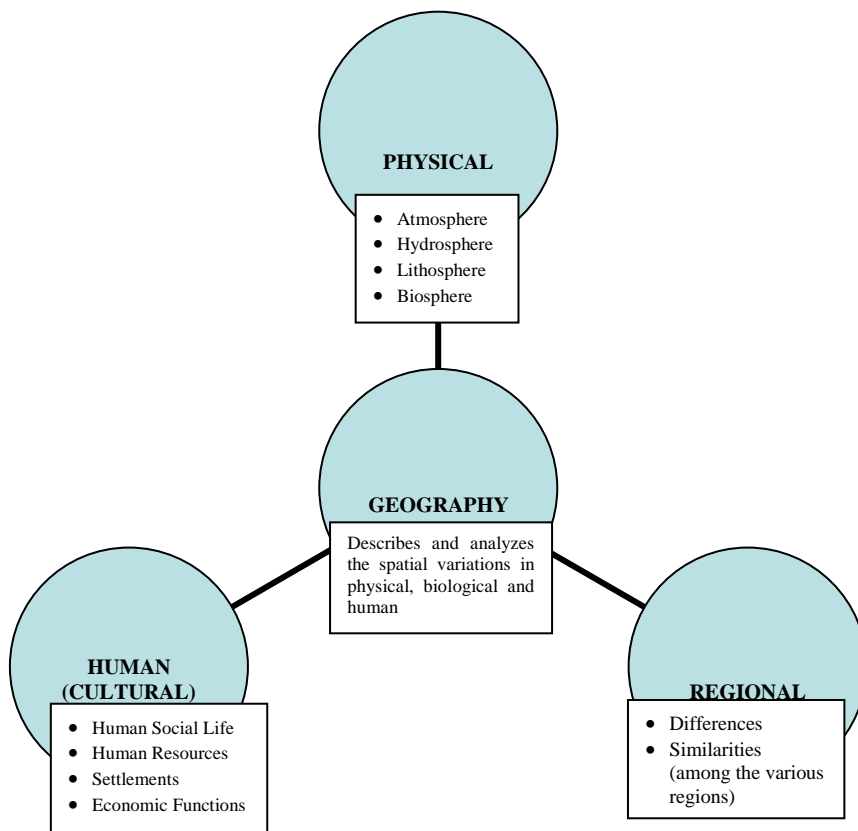 PHYSICAL
• Atmosphere
• Hydrosphere
• Lithosphere
• Biosphere
GEOGRAPHY
Describes and analyzes
the spatial variations in
physical, biological and
human
HUMAN
(CULTURAL)
• Human Social Life
• Human Resources
• Settlements
• Economic Functions
REGIONAL
• Differences
• Similarities
(among the various
regions)